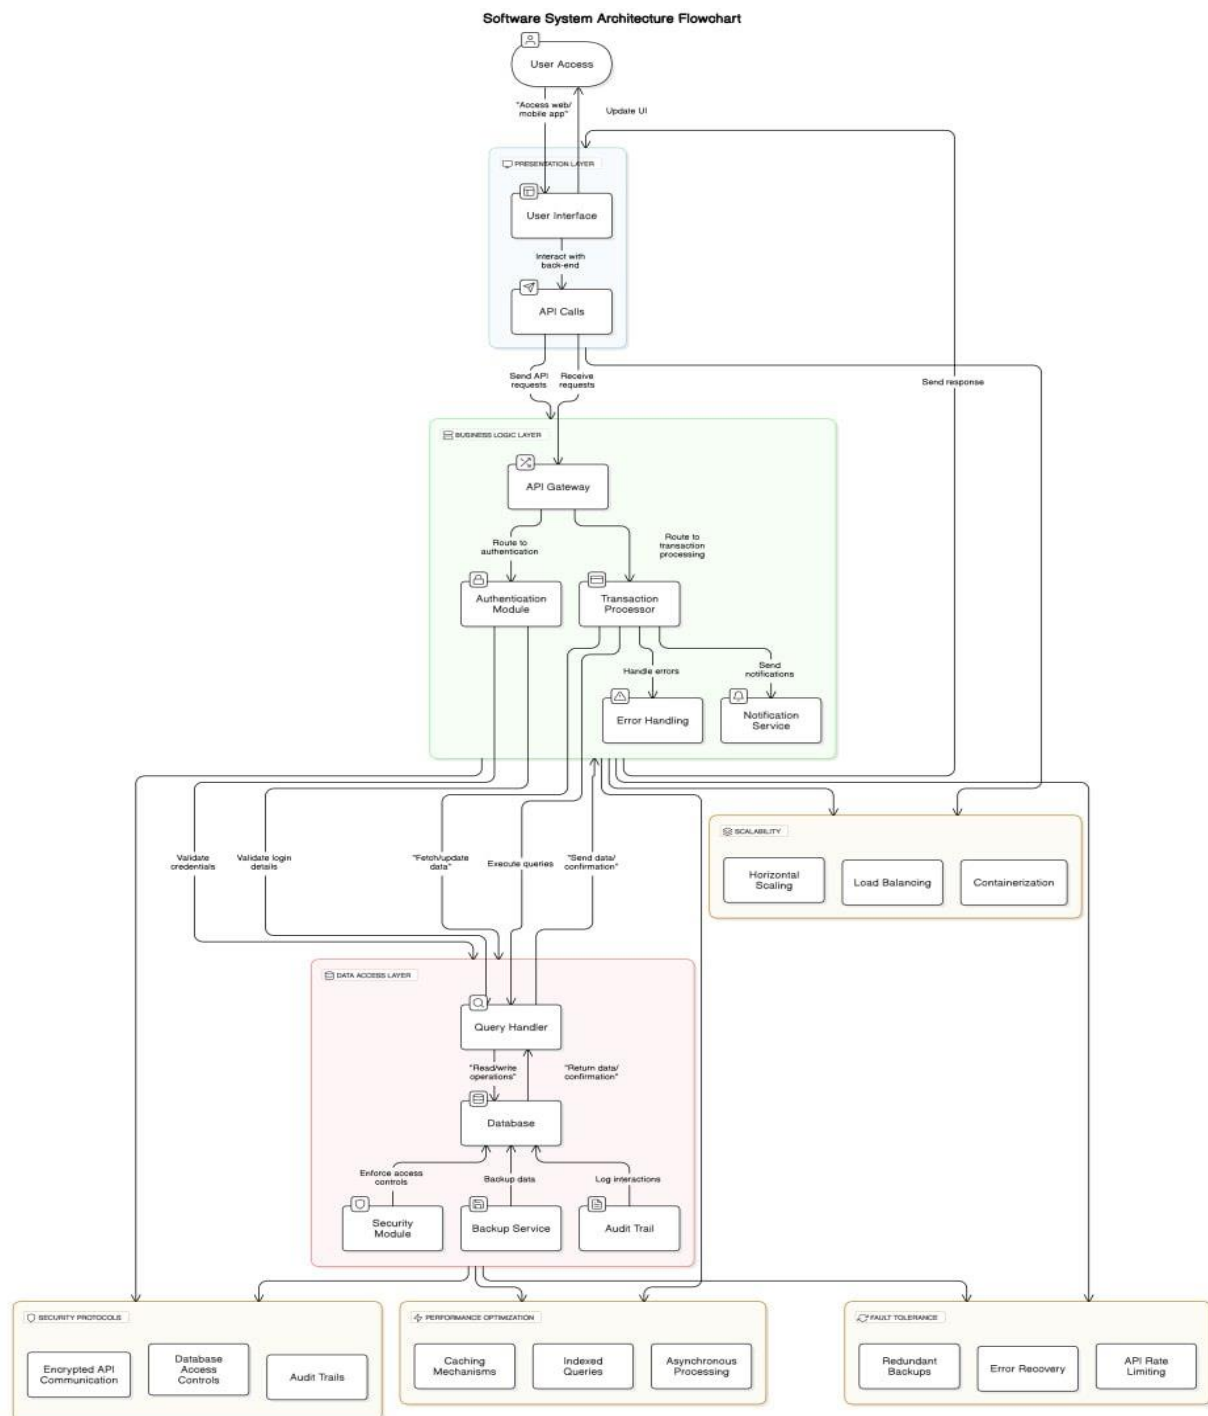 Software System Architecture Flowchart
User Access
"Access web/
mobile app"
Update UI
PRESENTATION LAYER
User Interface
Interact with
back-end
API Calls
Send API
requests
Receive
requests
Send response
BUSINESS LOGIC LAYER
API Gateway
Route to
authentication
Route to
transaction
processing
Authentication
Module
Transaction
Processor
Handle errors
Send
notifications
Error Handling
Notification
Service
Validate
credentials
Validate login
details
"Fetch/update
data"
Execute queries
"Send data/
confirmation"
SCALABILITY
Horizontal
Scaling
Load Balancing
Containerization
DATA ACCESS LAYER
Query Handler
"Read/write
operations"
"Return data/
confirmation"
Database
Enforce access
controls
Backup data
Log interactions
Security
Module
Backup Service
Audit Trail
SECURITY PROTOCOLS
Encrypted API
Communication
Database
Access
Controls
Audit Trails
PERFORMANCE OPTIMIZATION
Caching
Mechanisms
Indexed
Queries
Asynchronous
Processing
FAULT TOLERANCE
Redundant
Backups
Error Recovery
API Rate
Limiting